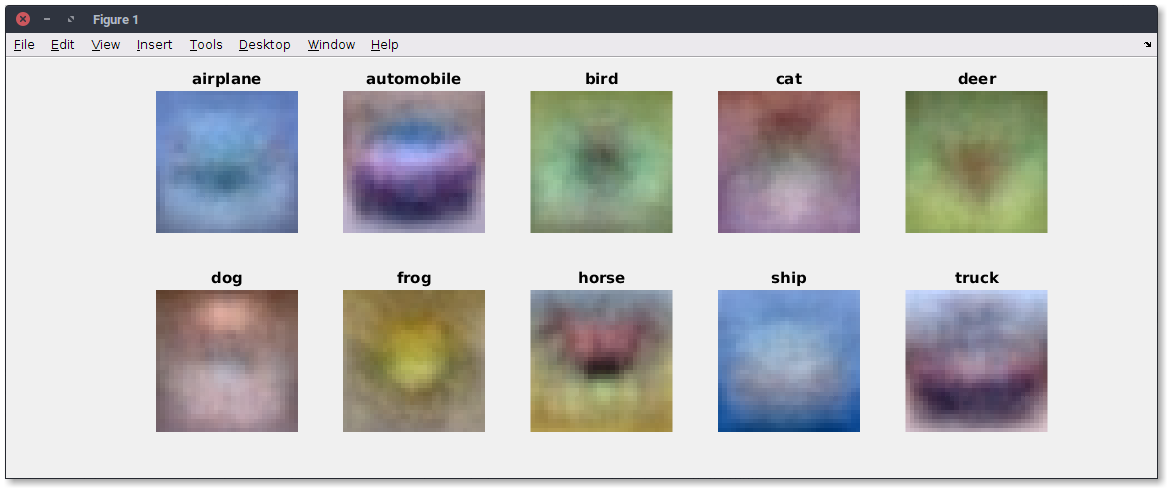 Figure 1
File Edit View Insert Tools Desktop Window Help
airplane automobile bird cat deer
dog frog horse ship truck